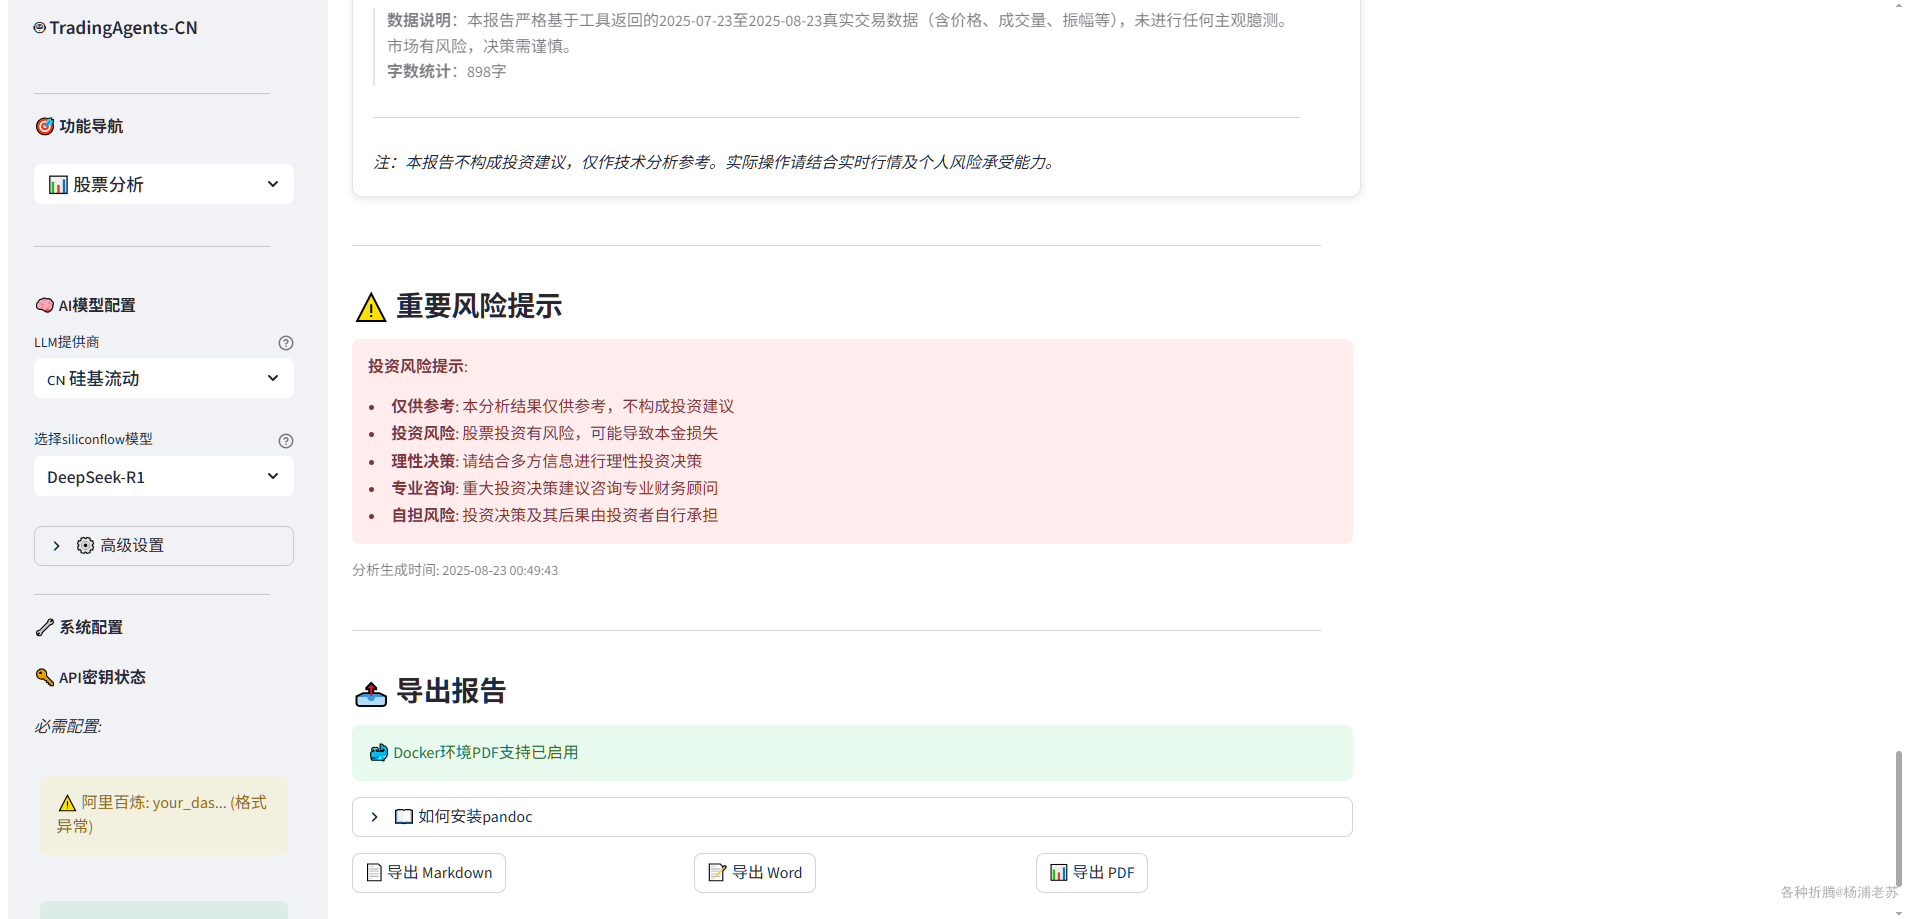 TradingAgents-CN
功能导航
股票分析
AI模型配置
LLM提供商
CN 硅基流动
选择siliconflow模型
DeepSeek-R1
高级设置
系统配置
API密钥状态
必需配置:
阿里百炼: your_das... (格式
异常)
数据说明：本报告严格基于工具返回的2025-07-23至2025-08-23真实交易数据（含价格、成交量、振幅等），未进行任何主观臆测。
市场有风险，决策需谨慎。
字数统计：898字
注：本报告不构成投资建议，仅作技术分析参考。实际操作请结合实时行情及个人风险承受能力。
重要风险提示
投资风险提示:
仅供参考: 本分析结果仅供参考，不构成投资建议
投资风险: 股票投资有风险，可能导致本金损失
理性决策: 请结合多方信息进行理性投资决策
专业咨询: 重大投资决策建议咨询专业财务顾问
自担风险: 投资决策及其后果由投资者自行承担
分析生成时间: 2025-08-23 00:49:43
导出报告
Docker环境PDF支持已启用
如何安装pandoc
导出 Markdown
导出 Word
导出 PDF
各种折腾@杨浦老苏